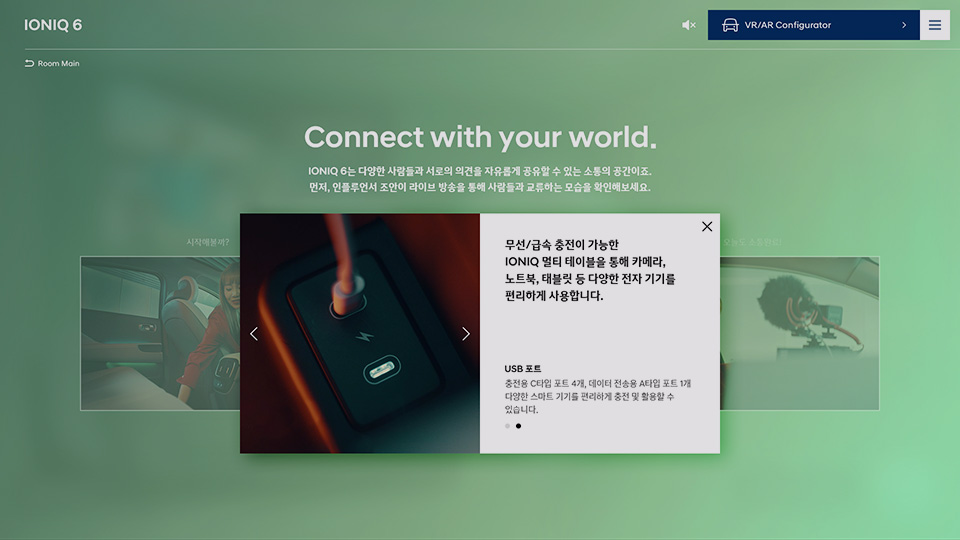 IONIQ 6
VR/AR Configurator
Room Main
Connect with your world.
IONIQ 6는 다양한 사람들과 서로의 의견을 자유롭게 공유할 수 있는 소통의 공간이죠.
먼저, 인플루언서 조안이 라이브 방송을 통해 사람들과 교류하는 모습을 확인해보세요.
시작해볼까?
무선/급속 충전이 가능한
IONIQ 멀티 테이블을 통해 카메라,
노트북, 태블릿 등 다양한 전자 기기를
편리하게 사용합니다.
USB 포트
충전용 C타입 포트 4개, 데이터 전송용 A타입 포트 1개
다양한 스마트 기기를 편리하게 충전 및 활용할 수
있습니다.